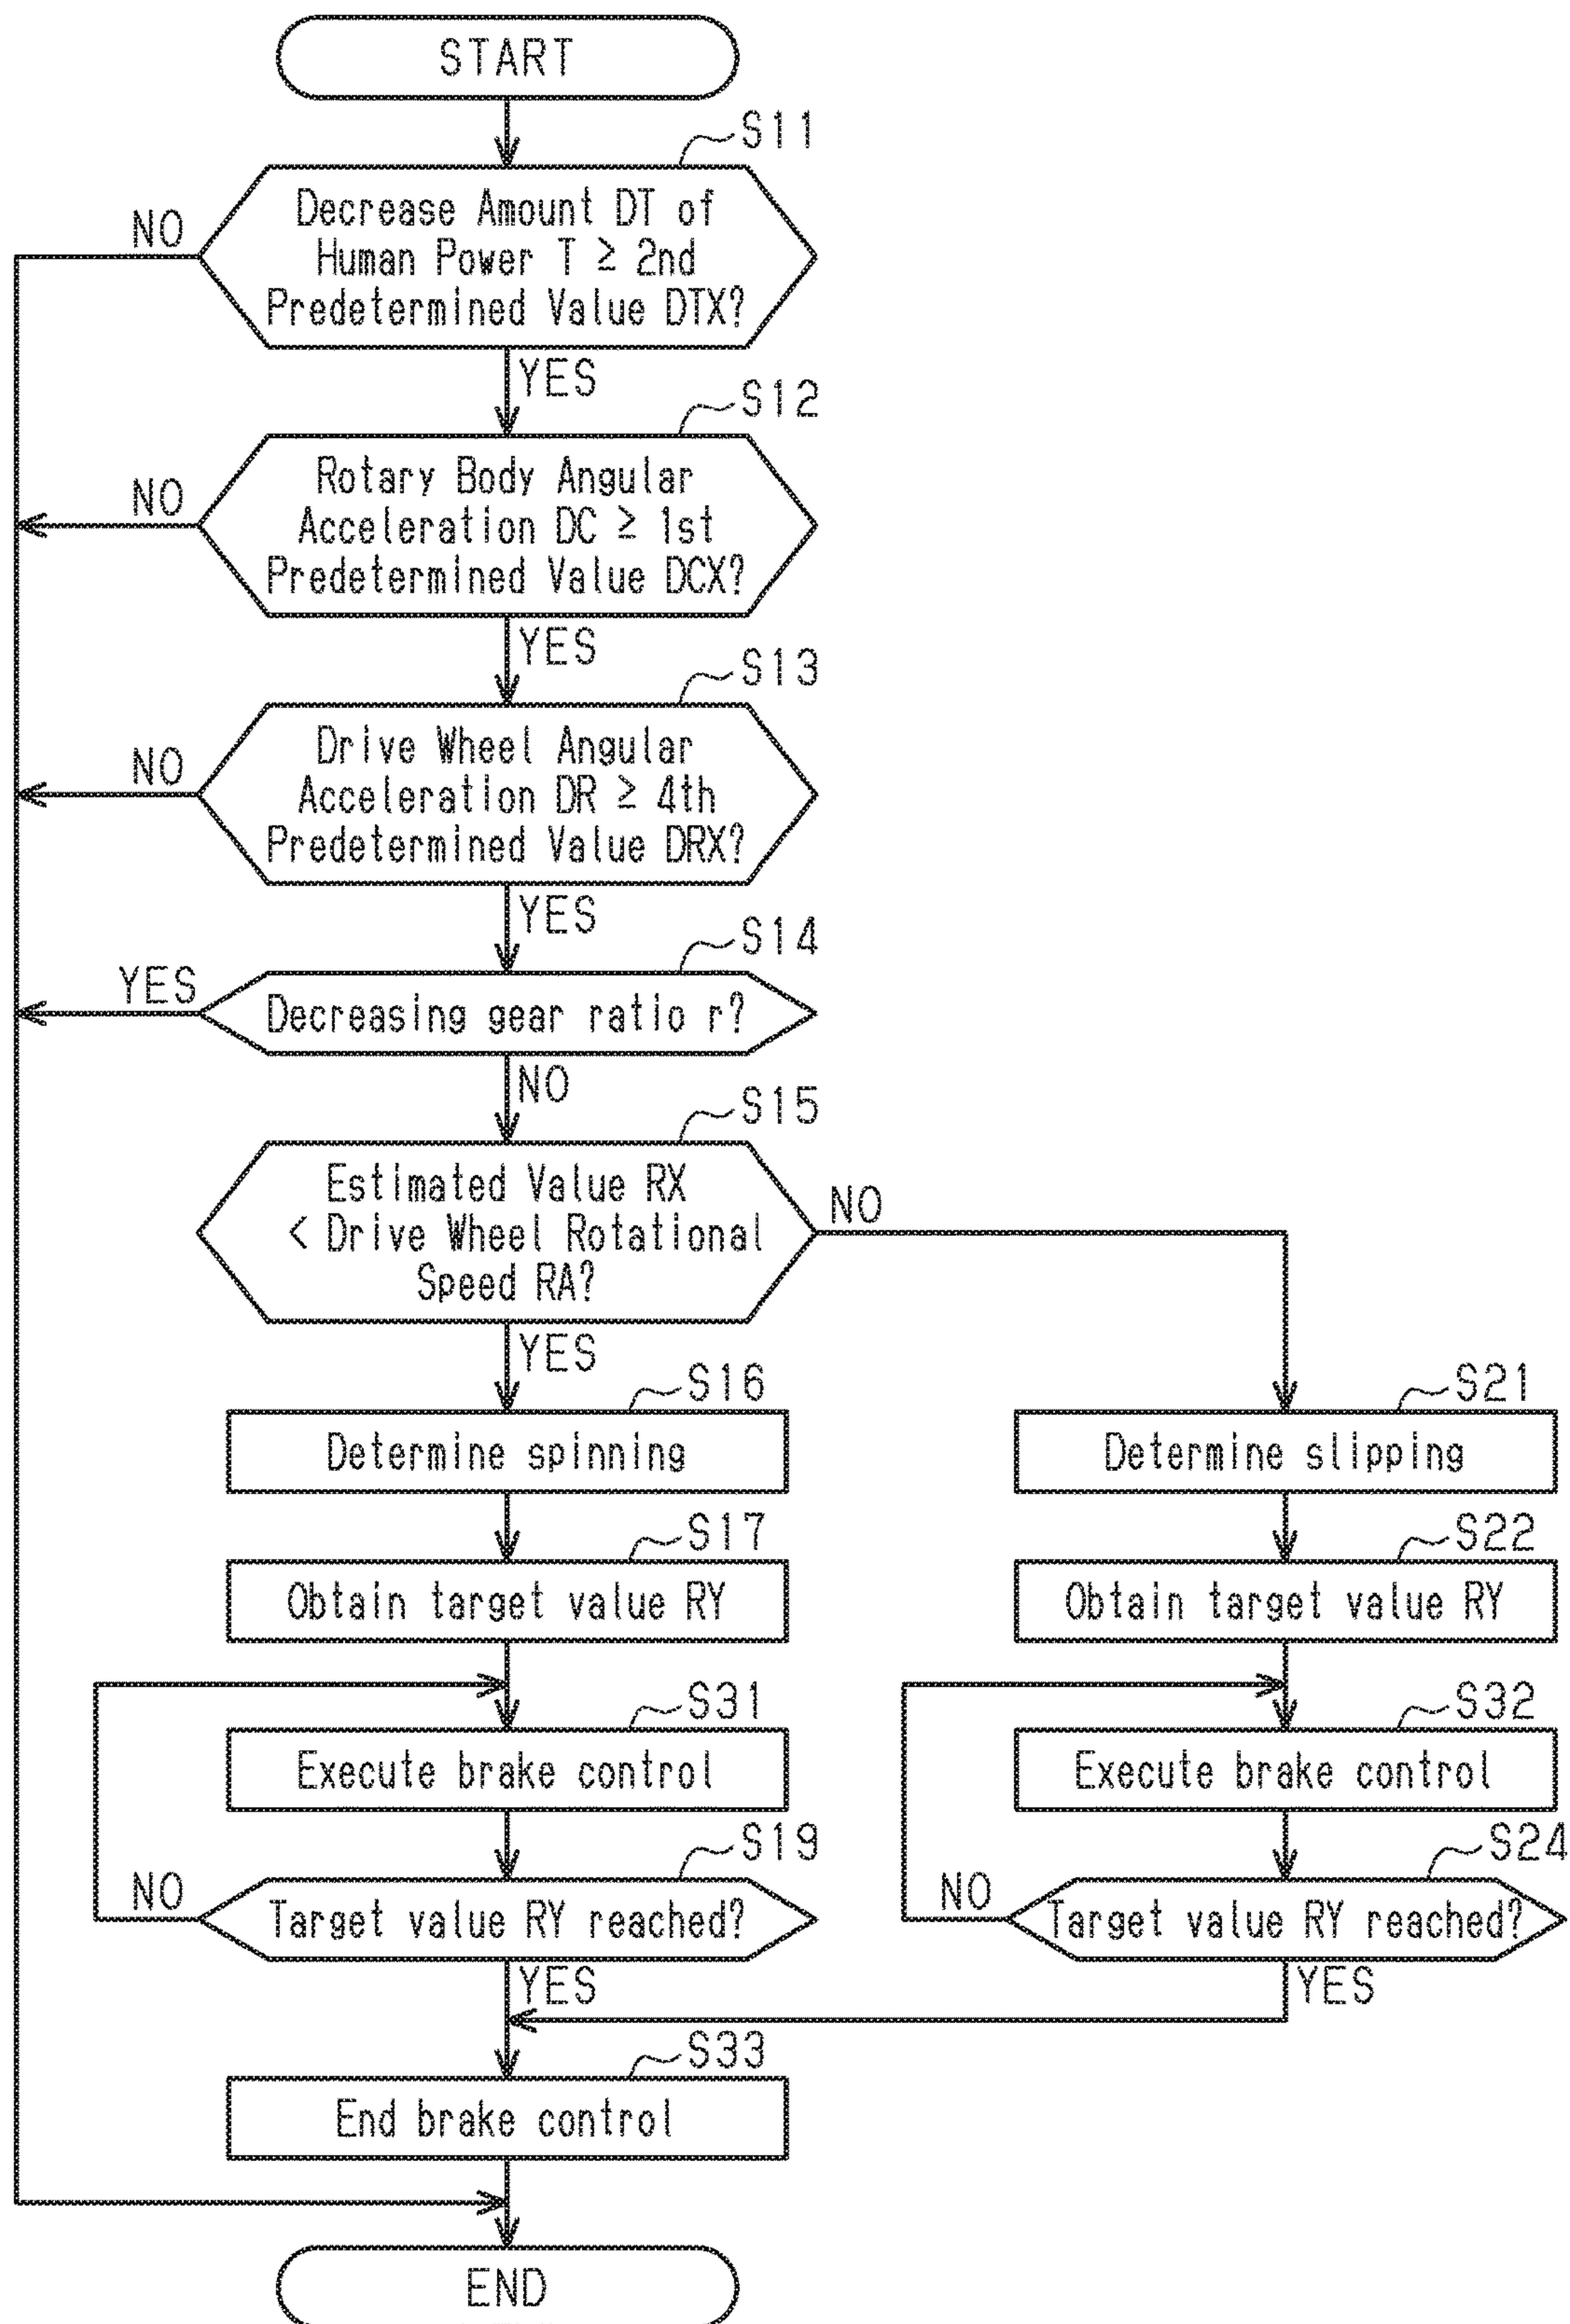 START
S11
Decrease Amount DT of
Human Power T ≥ 2nd
Predetermined Value DTX?
NO
YES
S12
Rotary Body Angular
Acceleration DC ≥ 1st
Predetermined Value DCX?
NO
YES
S13
Drive Wheel Angular
Acceleration DR ≥ 4th
Predetermined Value DRX?
NO
YES
S14
Decreasing gear ratio r?
YES
NO
S15
Estimated Value RX
< Drive Wheel Rotational
Speed RA?
NO
YES
S16
Determine spinning
S21
Determine slipping
S17
Obtain target value RY
S22
Obtain target value RY
S31
Execute brake control
S32
Execute brake control
S19
Target value RY reached?
NO
YES
S24
Target value RY reached?
NO
YES
S33
End brake control
END